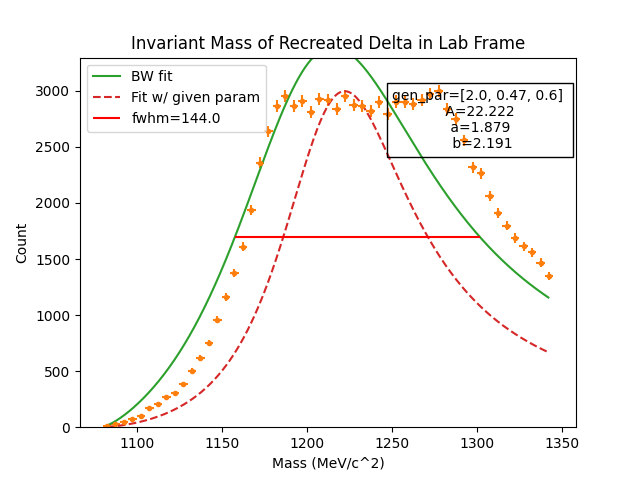 Invariant Mass of Recreated Delta in Lab Frame
BW fit
Fit w/ given param
fwhm=144.0
gen_par=[2.0, 0.47, 0.6]
A=22.222
a=1.879
b=2.191
3000
2500
2000
1500
1000
500
0
Count
1100
1150
1200
1250
1300
1350
Mass (MeV/c^2)